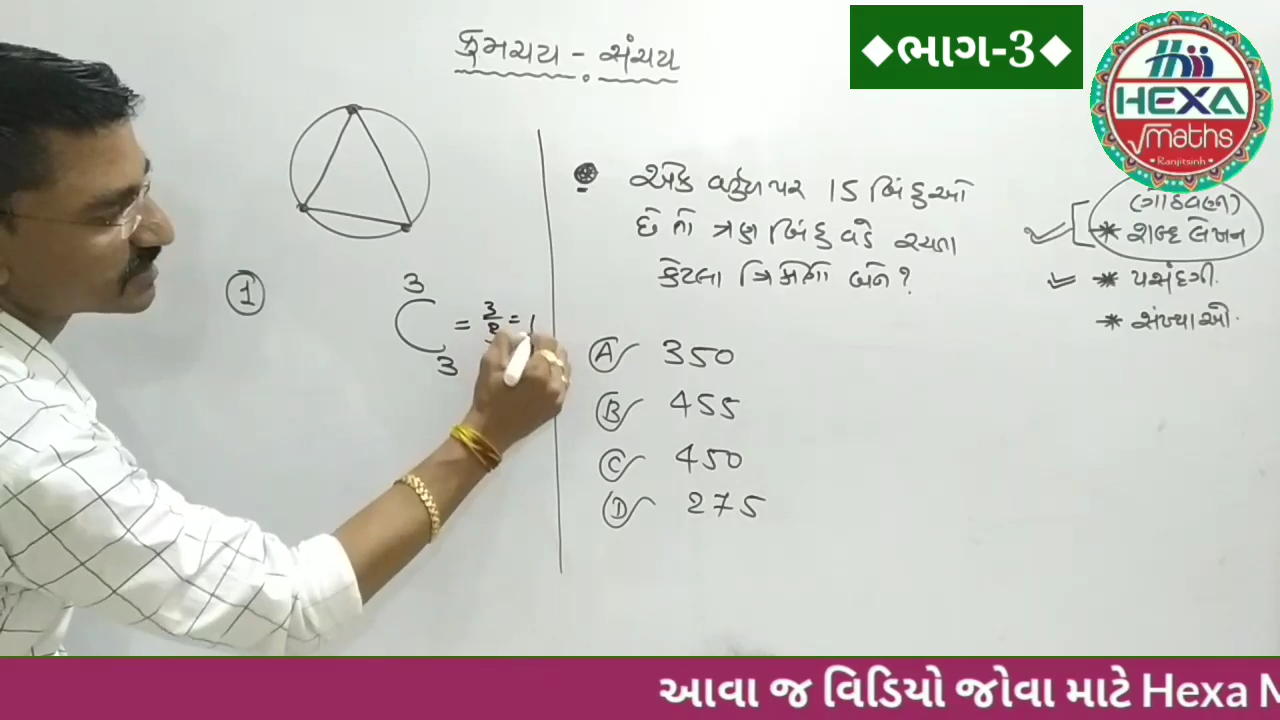 ક્રમચય - સંચય
◆ભાગ-3◆
HEXA
maths
Ranjitsinh
એક વર્તુળ પર 15 બિંદુઓ
છે તો ત્રણ બિંદુ વડે રચાતા
કેટલા ત્રિકોણો બને ?
(ગોઠવણ)
* શબ્દ લેખન
* પસંદગી.
* સંખ્યાઓ.
1
3
C = 3/3 = 1
3
A 350
B 455
C 450
D 275
આવા જ વિડિયો જોવા માટે Hexa